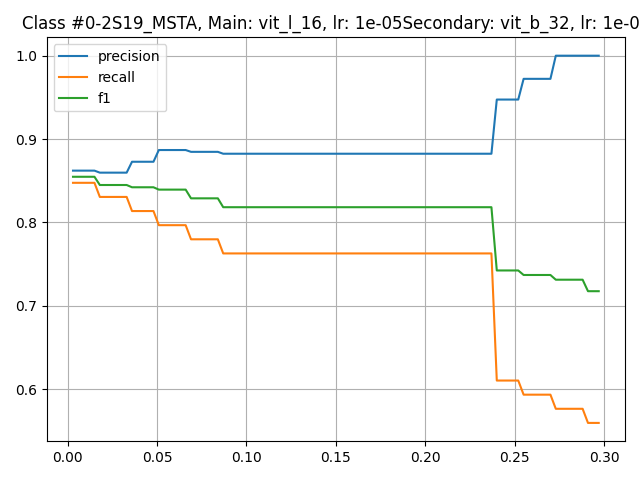 Class #0-2S19_MSTA, Main: vit_l_16, lr: 1e-05Secondary: vit_b_32, lr: 1e-0
precision
recall
f1
1.0
0.9
0.8
0.7
0.6
0.00 0.05 0.10 0.15 0.20 0.25 0.30